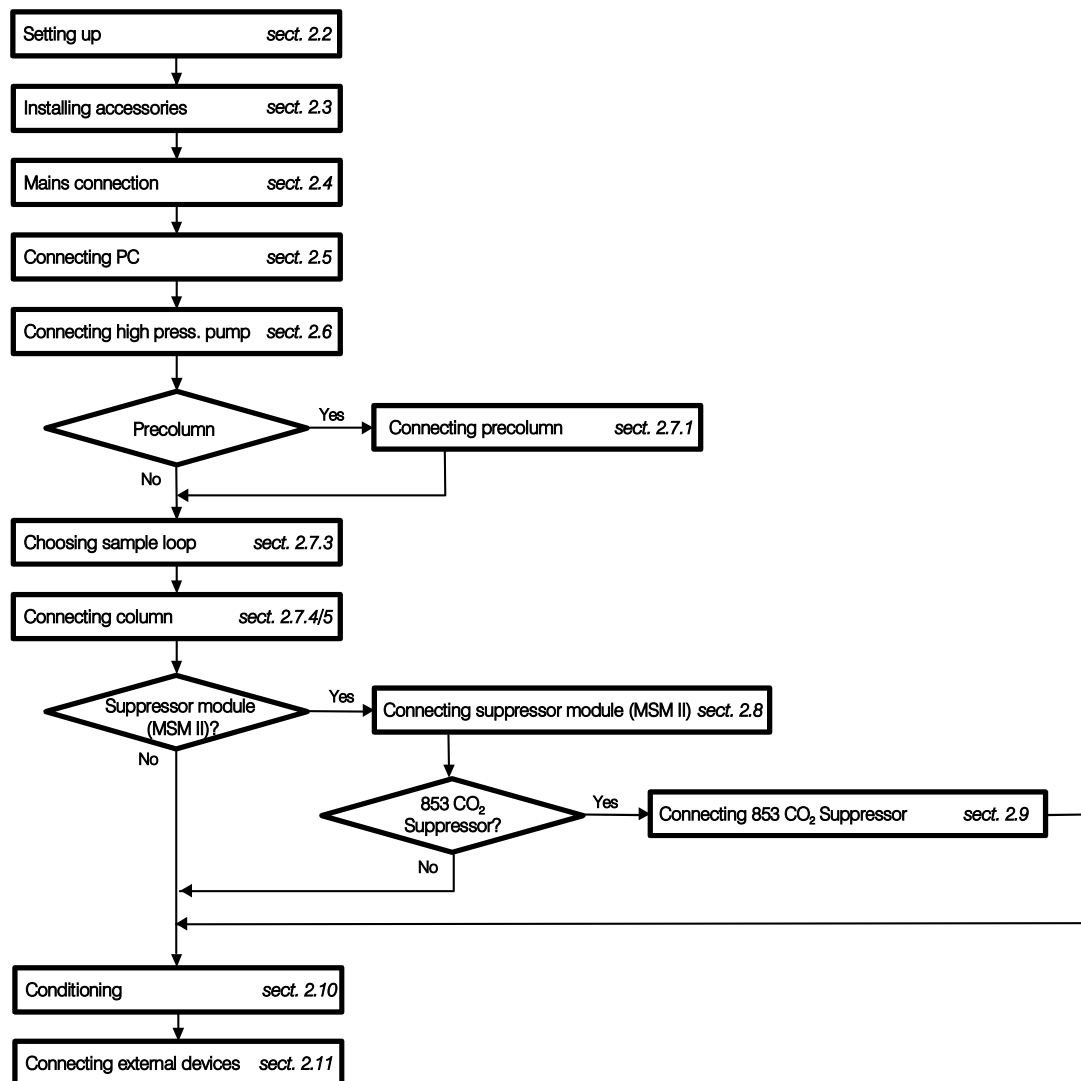 Setting up sect. 2.2
Installing accessories sect. 2.3
Mains connection sect. 2.4
Connecting PC sect. 2.5
Connecting high press. pump sect. 2.6
Precolumn
Yes
Connecting precolumn sect. 2.7.1
No
Choosing sample loop sect. 2.7.3
Connecting column sect. 2.7.4/5
Suppressor module
(MSM II)?
Yes
Connecting suppressor module (MSM II) sect. 2.8
No
853 CO₂
Suppressor?
Yes
Connecting 853 CO₂ Suppressor sect. 2.9
No
Conditioning sect. 2.10
Connecting external devices sect. 2.11